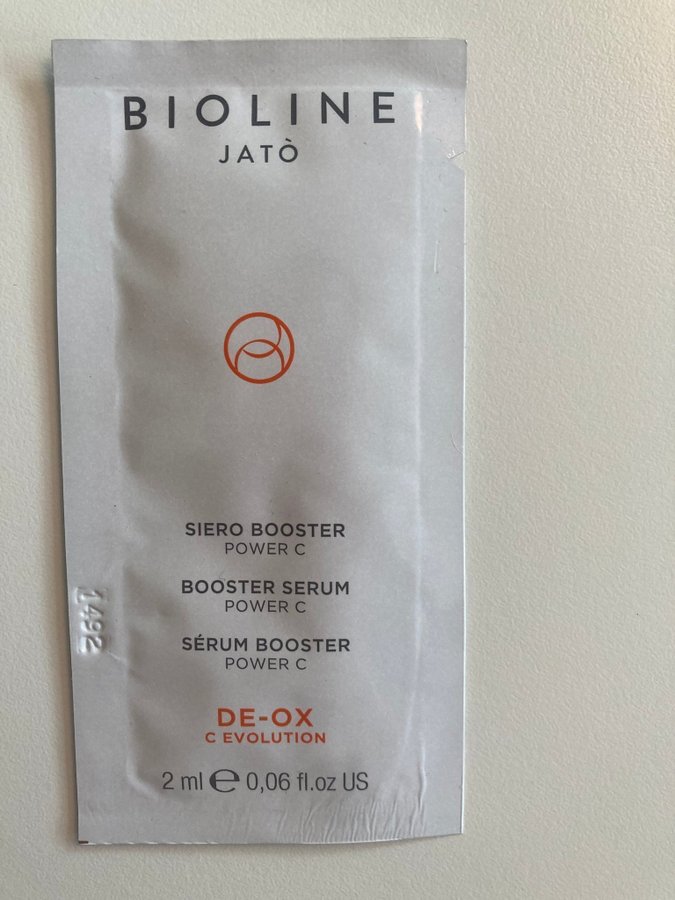 BIOLINE
JATÒ
SIERO BOOSTER
POWER C
BOOSTER SERUM
POWER C
SÉRUM BOOSTER
POWER C
1492
DE-OX
C EVOLUTION
2 ml ℮ 0,06 fl.oz US